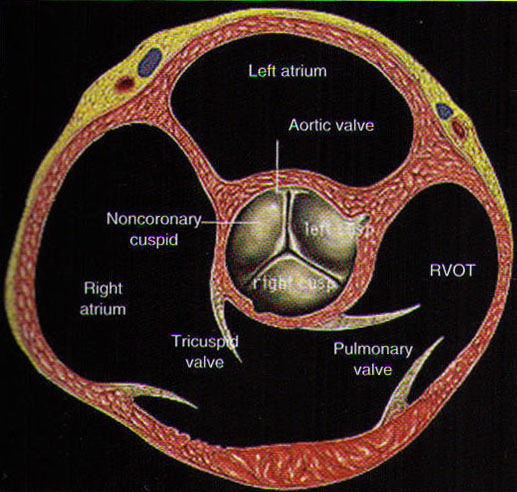 Left atrium
Aortic valve
Noncoronary
cuspid
left cusp
RVOT
right cusp
Right
atrium
Tricuspid
valve
Pulmonary
valve